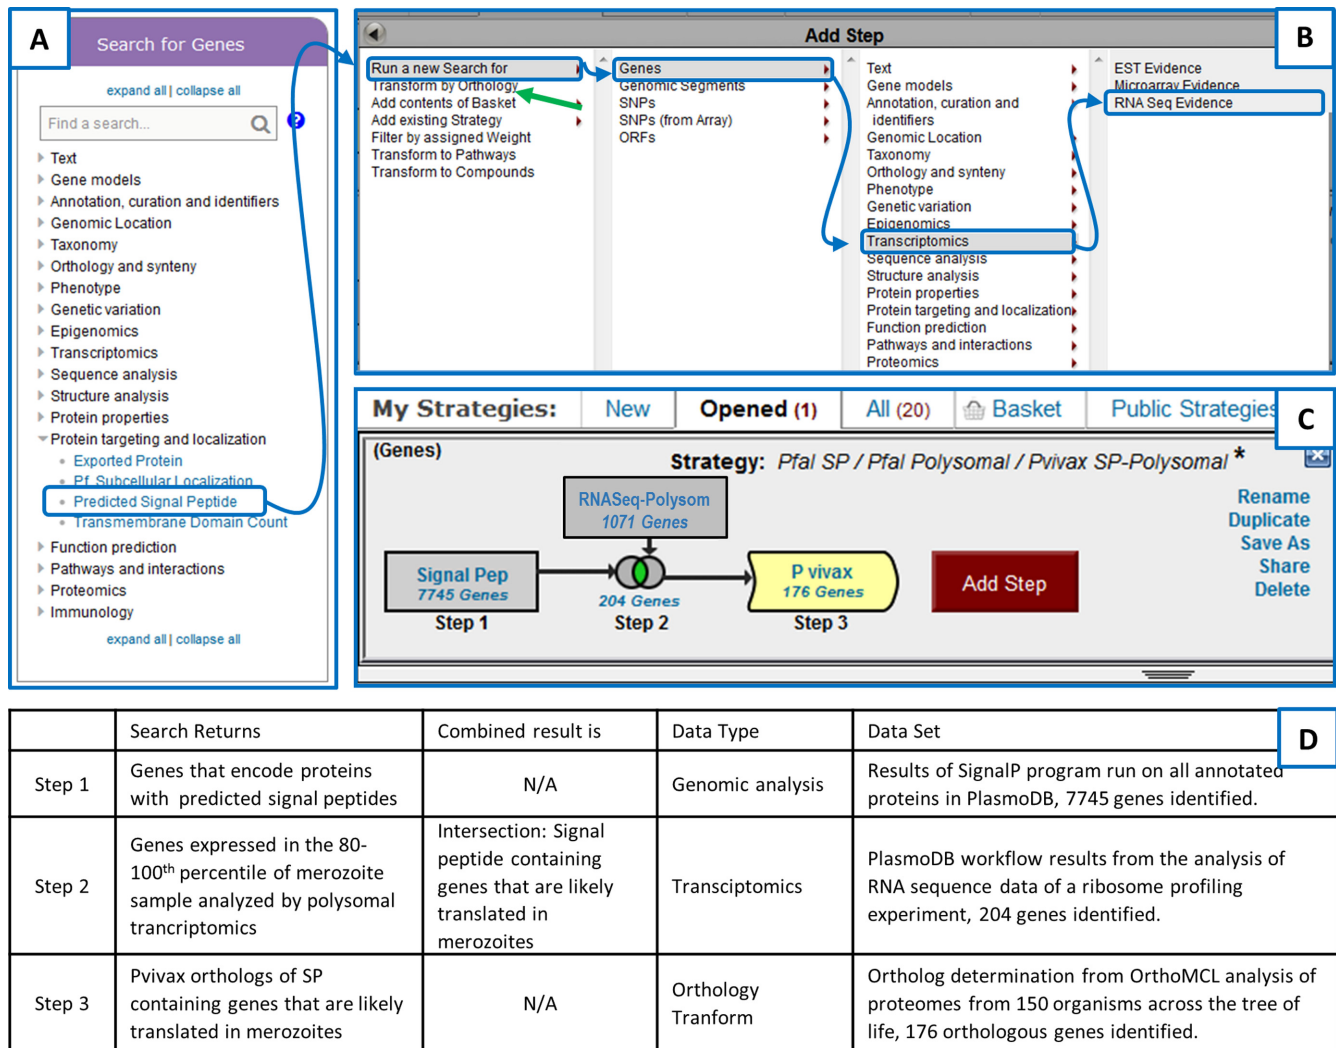 A
Search for Genes
expand all | collapse all
Find a search...
?
Text
Gene models
Annotation, curation and identifiers
Genomic Location
Taxonomy
Orthology and synteny
Phenotype
Genetic variation
Epigenomics
Transcriptomics
Sequence analysis
Structure analysis
Protein properties
Protein targeting and localization
Exported Protein
Pf Subcellular Localization
Predicted Signal Peptide
Transmembrane Domain Count
Function prediction
Pathways and interactions
Proteomics
Immunology
expand all | collapse all
B
Add Step
Run a new Search for
Transform by Orthology
Add contents of Basket
Add existing Strategy
Filter by assigned Weight
Transform to Pathways
Transform to Compounds
Genes
Genomic Segments
SNPs
SNPs (from Array)
ORFs
Text
Gene models
Annotation, curation and
identifiers
Genomic Location
Taxonomy
Orthology and synteny
Phenotype
Genetic variation
Epigenomics
Transcriptomics
Sequence analysis
Structure analysis
Protein properties
Protein targeting and localization
Function prediction
Pathways and interactions
Proteomics
EST Evidence
Microarray Evidence
RNA Seq Evidence
C
My Strategies: New Opened (1) All (20) Basket Public Strategies
(Genes)
Strategy: Pfal SP / Pfal Polysomal / Pvivax SP-Polysomal *
Rename
Duplicate
Save As
Share
Delete
RNASeq-Polysom
1071 Genes
Signal Pep
7745 Genes
Step 1
204 Genes
Step 2
P vivax
176 Genes
Step 3
Add Step
D
Search Returns
Combined result is
Data Type
Data Set
Step 1
Genes that encode proteins
with predicted signal peptides
N/A
Genomic analysis
Results of SignalP program run on all annotated
proteins in PlasmoDB, 7745 genes identified.
Step 2
Genes expressed in the 80-
100th percentile of merozoite
sample analyzed by polysomal
trancriptomics
Intersection: Signal
peptide containing
genes that are likely
translated in
merozoites
Transciptomics
PlasmoDB workflow results from the analysis of
RNA sequence data of a ribosome profiling
experiment, 204 genes identified.
Step 3
Pvivax orthologs of SP
containing genes that are likely
translated in merozoites
N/A
Orthology
Tranform
Ortholog determination from OrthoMCL analysis of
proteomes from 150 organisms across the tree of
life, 176 orthologous genes identified.